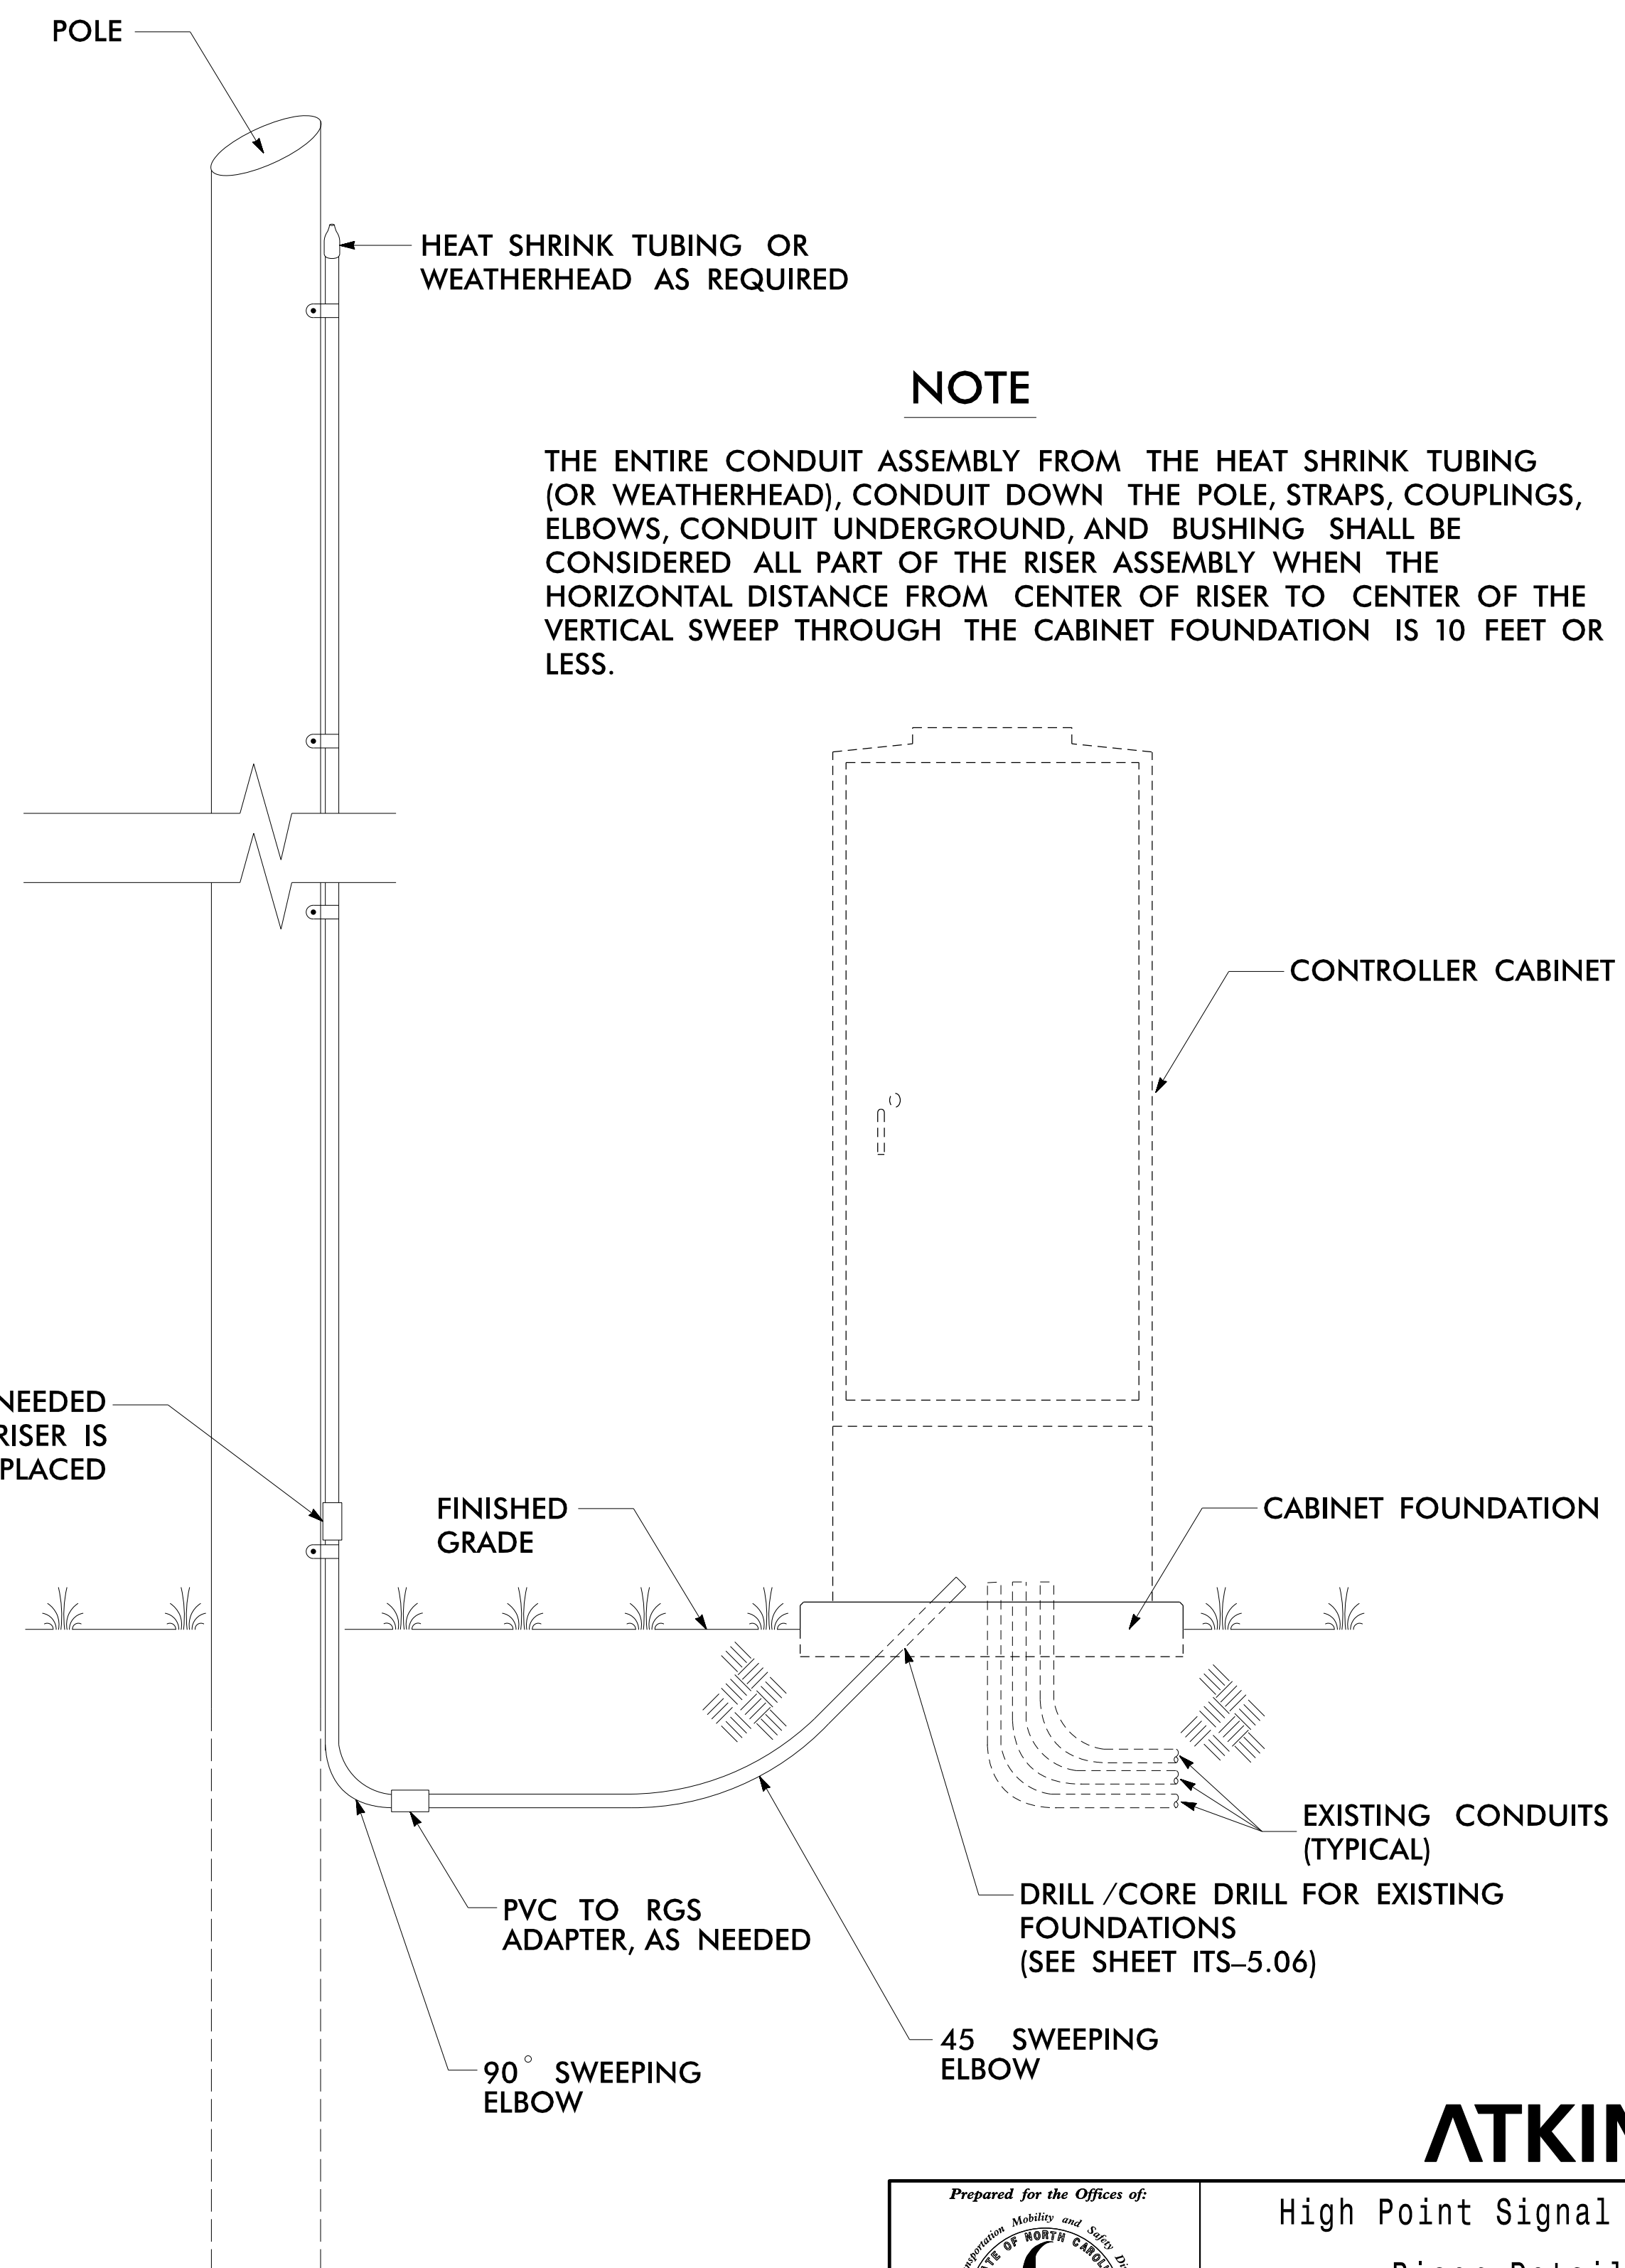 POLE
HEAT SHRINK TUBING OR
WEATHERHEAD AS REQUIRED
NOTE
THE ENTIRE CONDUIT ASSEMBLY FROM THE HEAT SHRINK TUBING
(OR WEATHERHEAD), CONDUIT DOWN THE POLE, STRAPS, COUPLINGS,
ELBOWS, CONDUIT UNDERGROUND, AND BUSHING SHALL BE
CONSIDERED ALL PART OF THE RISER ASSEMBLY WHEN THE
HORIZONTAL DISTANCE FROM CENTER OF RISER TO CENTER OF THE
VERTICAL SWEEP THROUGH THE CABINET FOUNDATION IS 10 FEET OR
LESS.
CONTROLLER CABINET
NEEDED
RISER IS
PLACED
FINISHED
GRADE
CABINET FOUNDATION
EXISTING CONDUITS
(TYPICAL)
PVC TO RGS
ADAPTER, AS NEEDED
DRILL /CORE DRILL FOR EXISTING
FOUNDATIONS
(SEE SHEET ITS–5.06)
45 SWEEPING
ELBOW
90° SWEEPING
ELBOW
Prepared for the Offices of:
Mobility and Safety
OF NORTH
High Point Signal